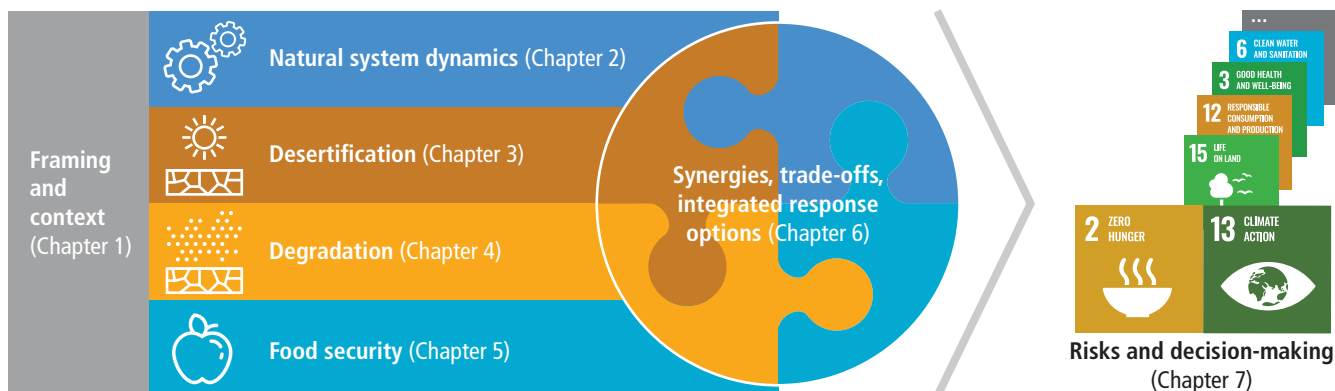 Framing
and
context
(Chapter 1)
Natural system dynamics (Chapter 2)
Desertification (Chapter 3)
Degradation (Chapter 4)
Food security (Chapter 5)
Synergies, trade-offs,
integrated response
options (Chapter 6)
...
6 CLEAN WATER
AND SANITATION
3 GOOD HEALTH
AND WELL-BEING
12 RESPONSIBLE
CONSUMPTION
AND PRODUCTION
15 LIFE
ON LAND
2 ZERO
HUNGER
13 CLIMATE
ACTION
Risks and decision-making
(Chapter 7)